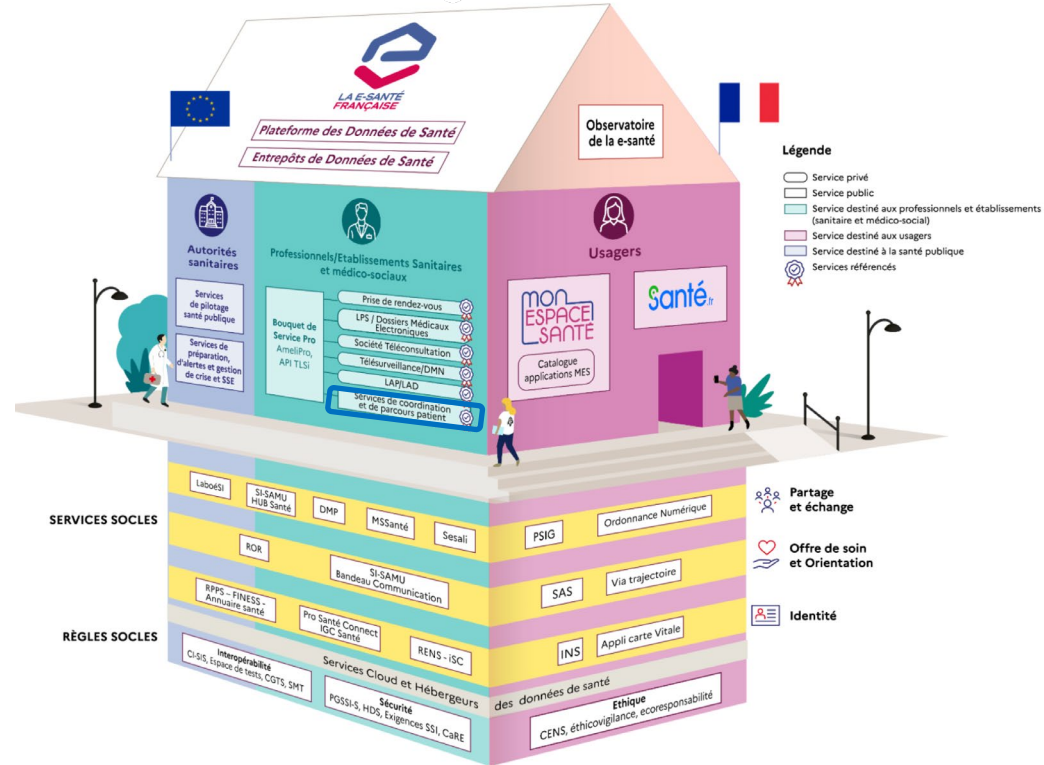 LA E-SANTÉ
FRANÇAISE
Plateforme des Données de Santé
Entrepôts de Données de Santé
Observatoire
de la e-santé
Légende
Service privé
Service public
Service destiné aux professionnels et établissements
(sanitaire et médico-social)
Service destiné aux usagers
Service destiné à la santé publique
Services référencés
Autorités
sanitaires
Services
de pilotage
santé publique
Services de
préparation,
d'alertes et gestion
de crise et SSE
Professionnels/Etablissements Sanitaires
et médico-sociaux
Bouquet de
Service Pro
AmeliPro,
API TLSi
Prise de rendez-vous
LPS / Dossiers Médicaux
Electroniques
Société Téléconsultation
Télésurveillance/DMN
LAP/LAD
Services de coordination
et de parcours patient
Usagers
MON
ESPACE
SANTÉ
Catalogue
applications MES
Santé.fr
SERVICES SOCLES
LaboéSI
SI-SAMU
HUB Santé
DMP
MSSanté
Sesali
PSIG
Ordonnance Numérique
Partage
et échange
ROR
SI-SAMU
Bandeau Communication
SAS
Via trajectoire
Offre de soin
et Orientation
RPPS – FINESS -
Annuaire santé
Pro Santé Connect
IGC Santé
RENS - iSC
INS
Appli carte Vitale
Identité
RÈGLES SOCLES
Services Cloud et Hébergeurs des données de santé
Interopérabilité
CI-SIS, Espace de tests, CGTS, SMT
Sécurité
PGSSI-S, HDS, Exigences SSI, CaRE
Ethique
CENS, éthicovigilance, ecoresponsabilité